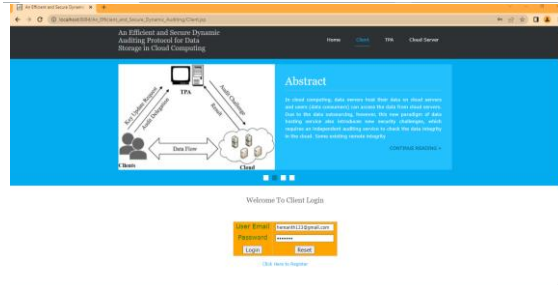 An Efficient and Secure Dynamic
localhost:8084/An_Efficient_and_Secure_Dynamic_Auditing/Client.jsp
An Efficient and Secure Dynamic
Auditing Protocol for Data
Storage in Cloud Computing
Home Client TPA Cloud Server
TPA
Key Update Request
Audit Delegation
Audit Challenge
Result
Data Flow
Clients
Cloud
Abstract
In cloud computing, data owners host their data on cloud servers
and users (data consumers) can access the data from cloud servers.
Due to the data outsourcing, however, this new paradigm of data
hosting service also introduces new security challenges, which
requires an independent auditing service to check the data integrity
in the cloud. Some existing remote integrity
CONTINUE READING »
Welcome To Client Login
User Email
Password
Login Reset
Click Here to Register